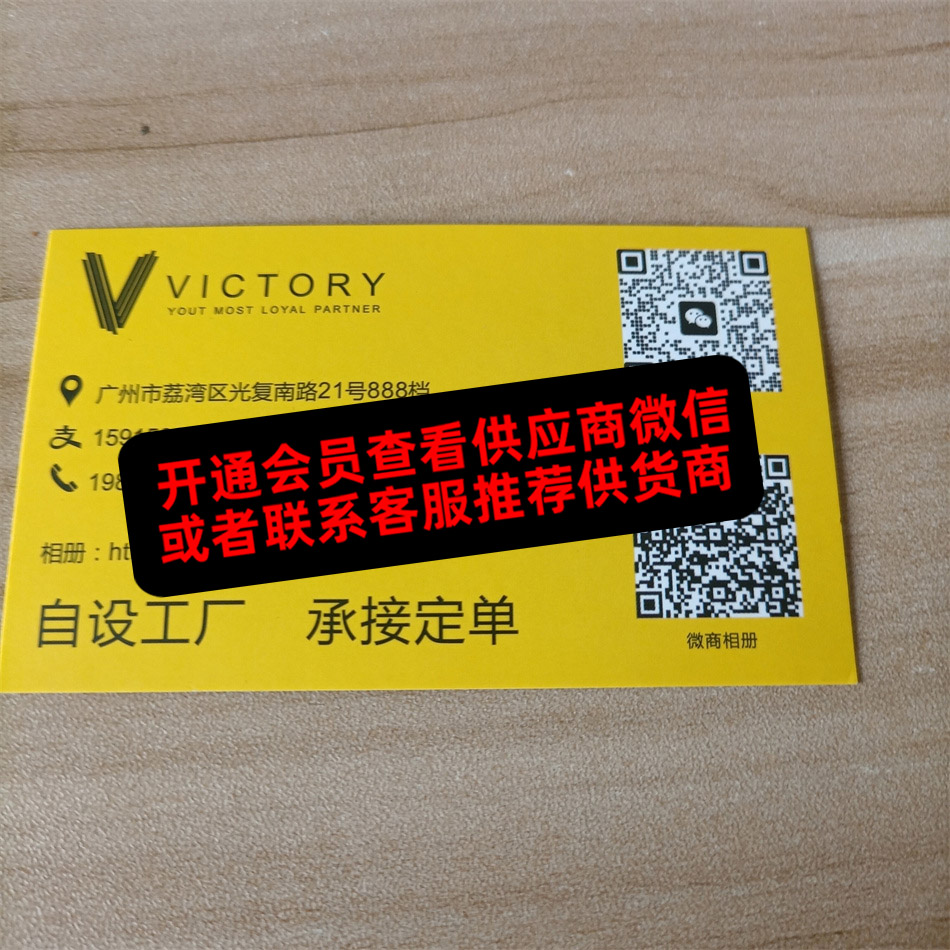 VICTORY
YOUT MOST LOYAL PARTNER
广州市荔湾区光复南路21号888档
开通会员查看供应商微信
或者联系客服推荐供货商
相册：
自设工厂 承接定单
微商相册